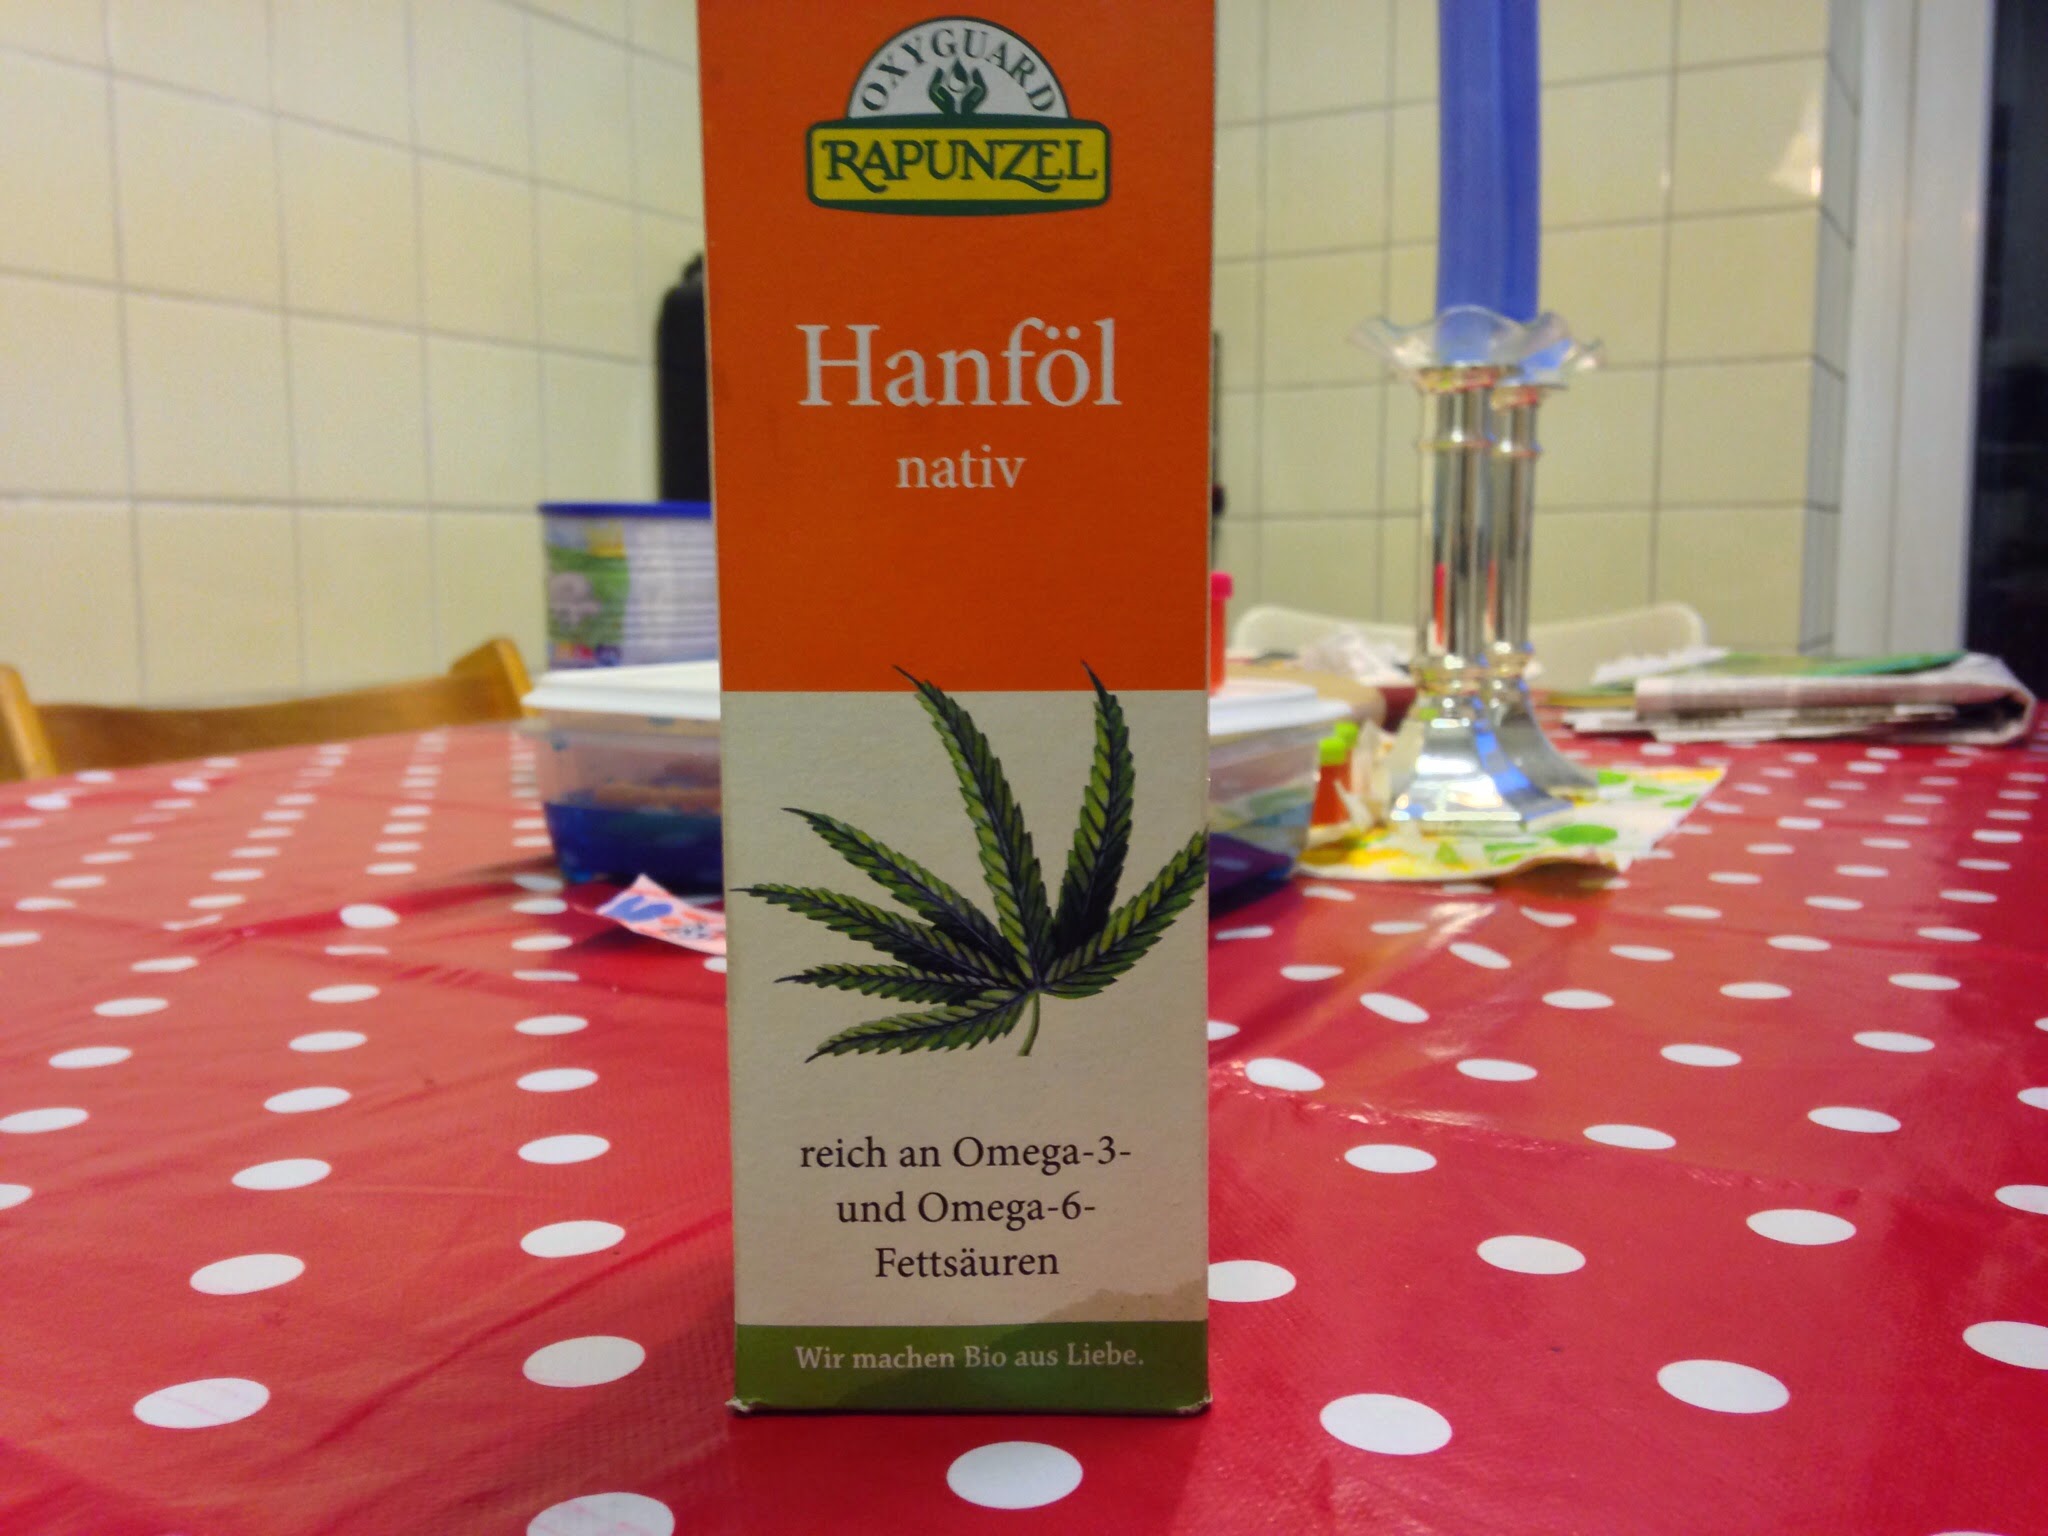 OXYGUARD
RAPUNZEL
Hanföl
nativ
reich an Omega-3-
und Omega-6-
Fettsäuren
Wir machen Bio aus Liebe.